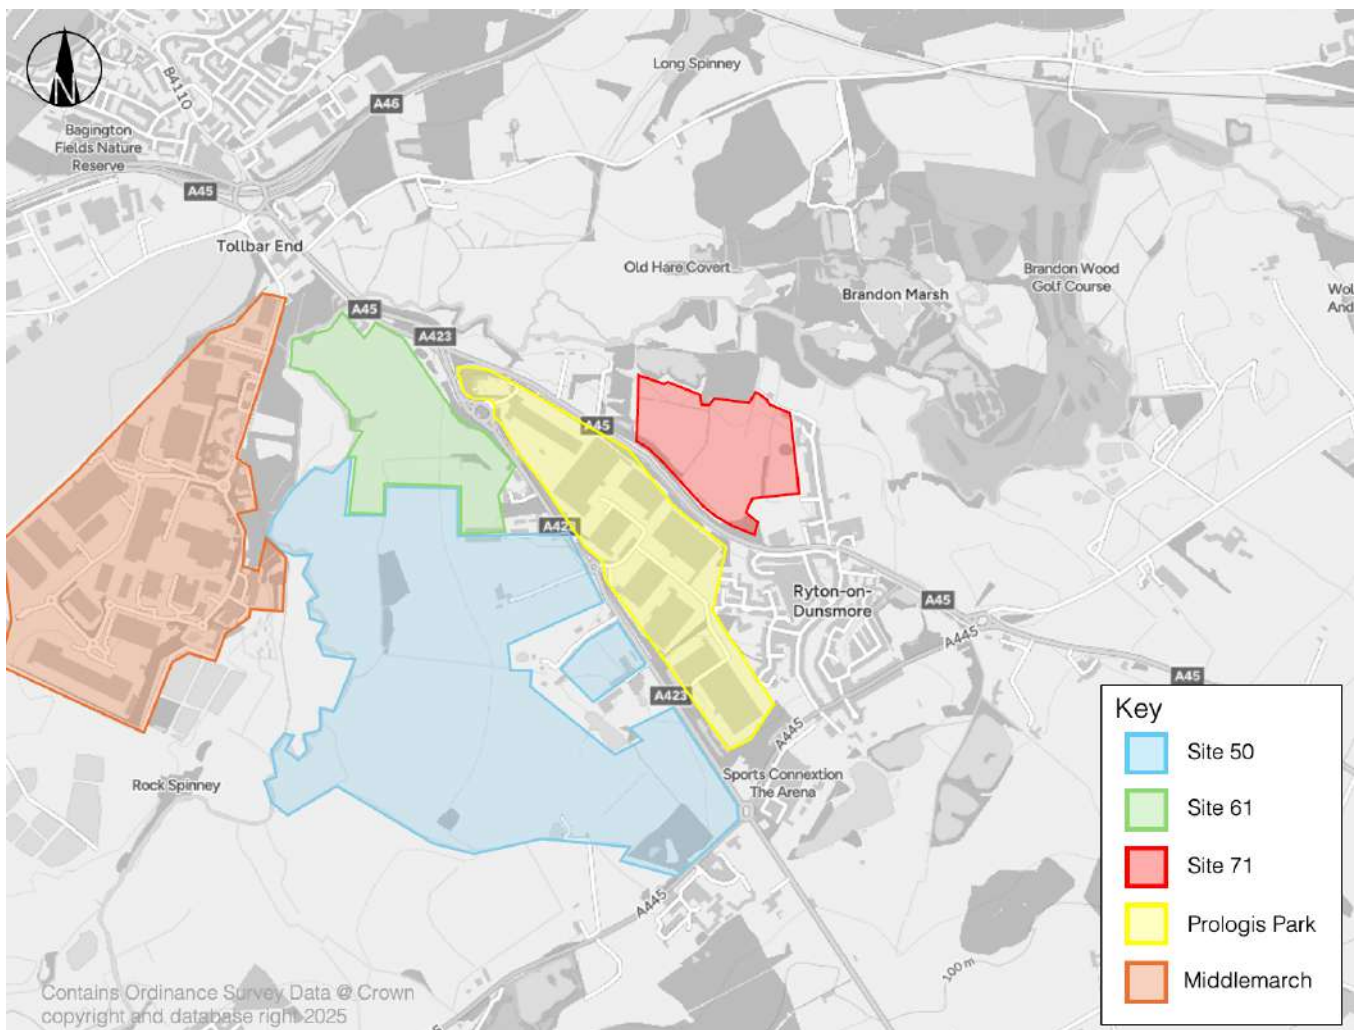 N
B4110
A46
Long Spinney
Bagington
Fields Nature
Reserve
A45
Tollbar End
Old Hare Covert
Brandon Wood
Golf Course
Brandon Marsh
Wol
And
A45
A423
A45
A423
Ryton-on-
Dunsmore
A45
A445
A45
A423
A445
Sports Connextion
The Arena
Rock Spinney
A445
100 m
Key
Site 50
Site 61
Site 71
Prologis Park
Middlemarch
Contains Ordinance Survey Data @ Crown
copyright and database right 2025